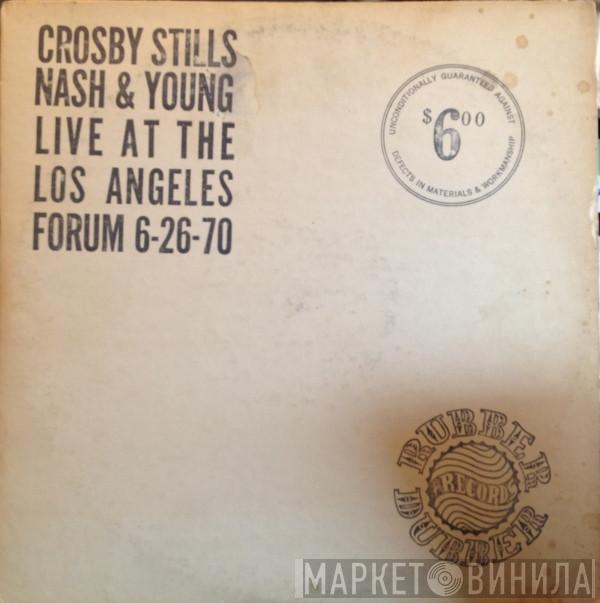 CROSBY STILLS
NASH & YOUNG
LIVE AT THE
LOS ANGELES
FORUM 6-26-70
UNCONDITIONALLY GUARANTEED AGAINST
$6.00
DEFECTS IN MATERIALS & WORKMANSHIP
RUBBER
RECORDS
DUBBER
МАРКЕТ ВИНИЛА